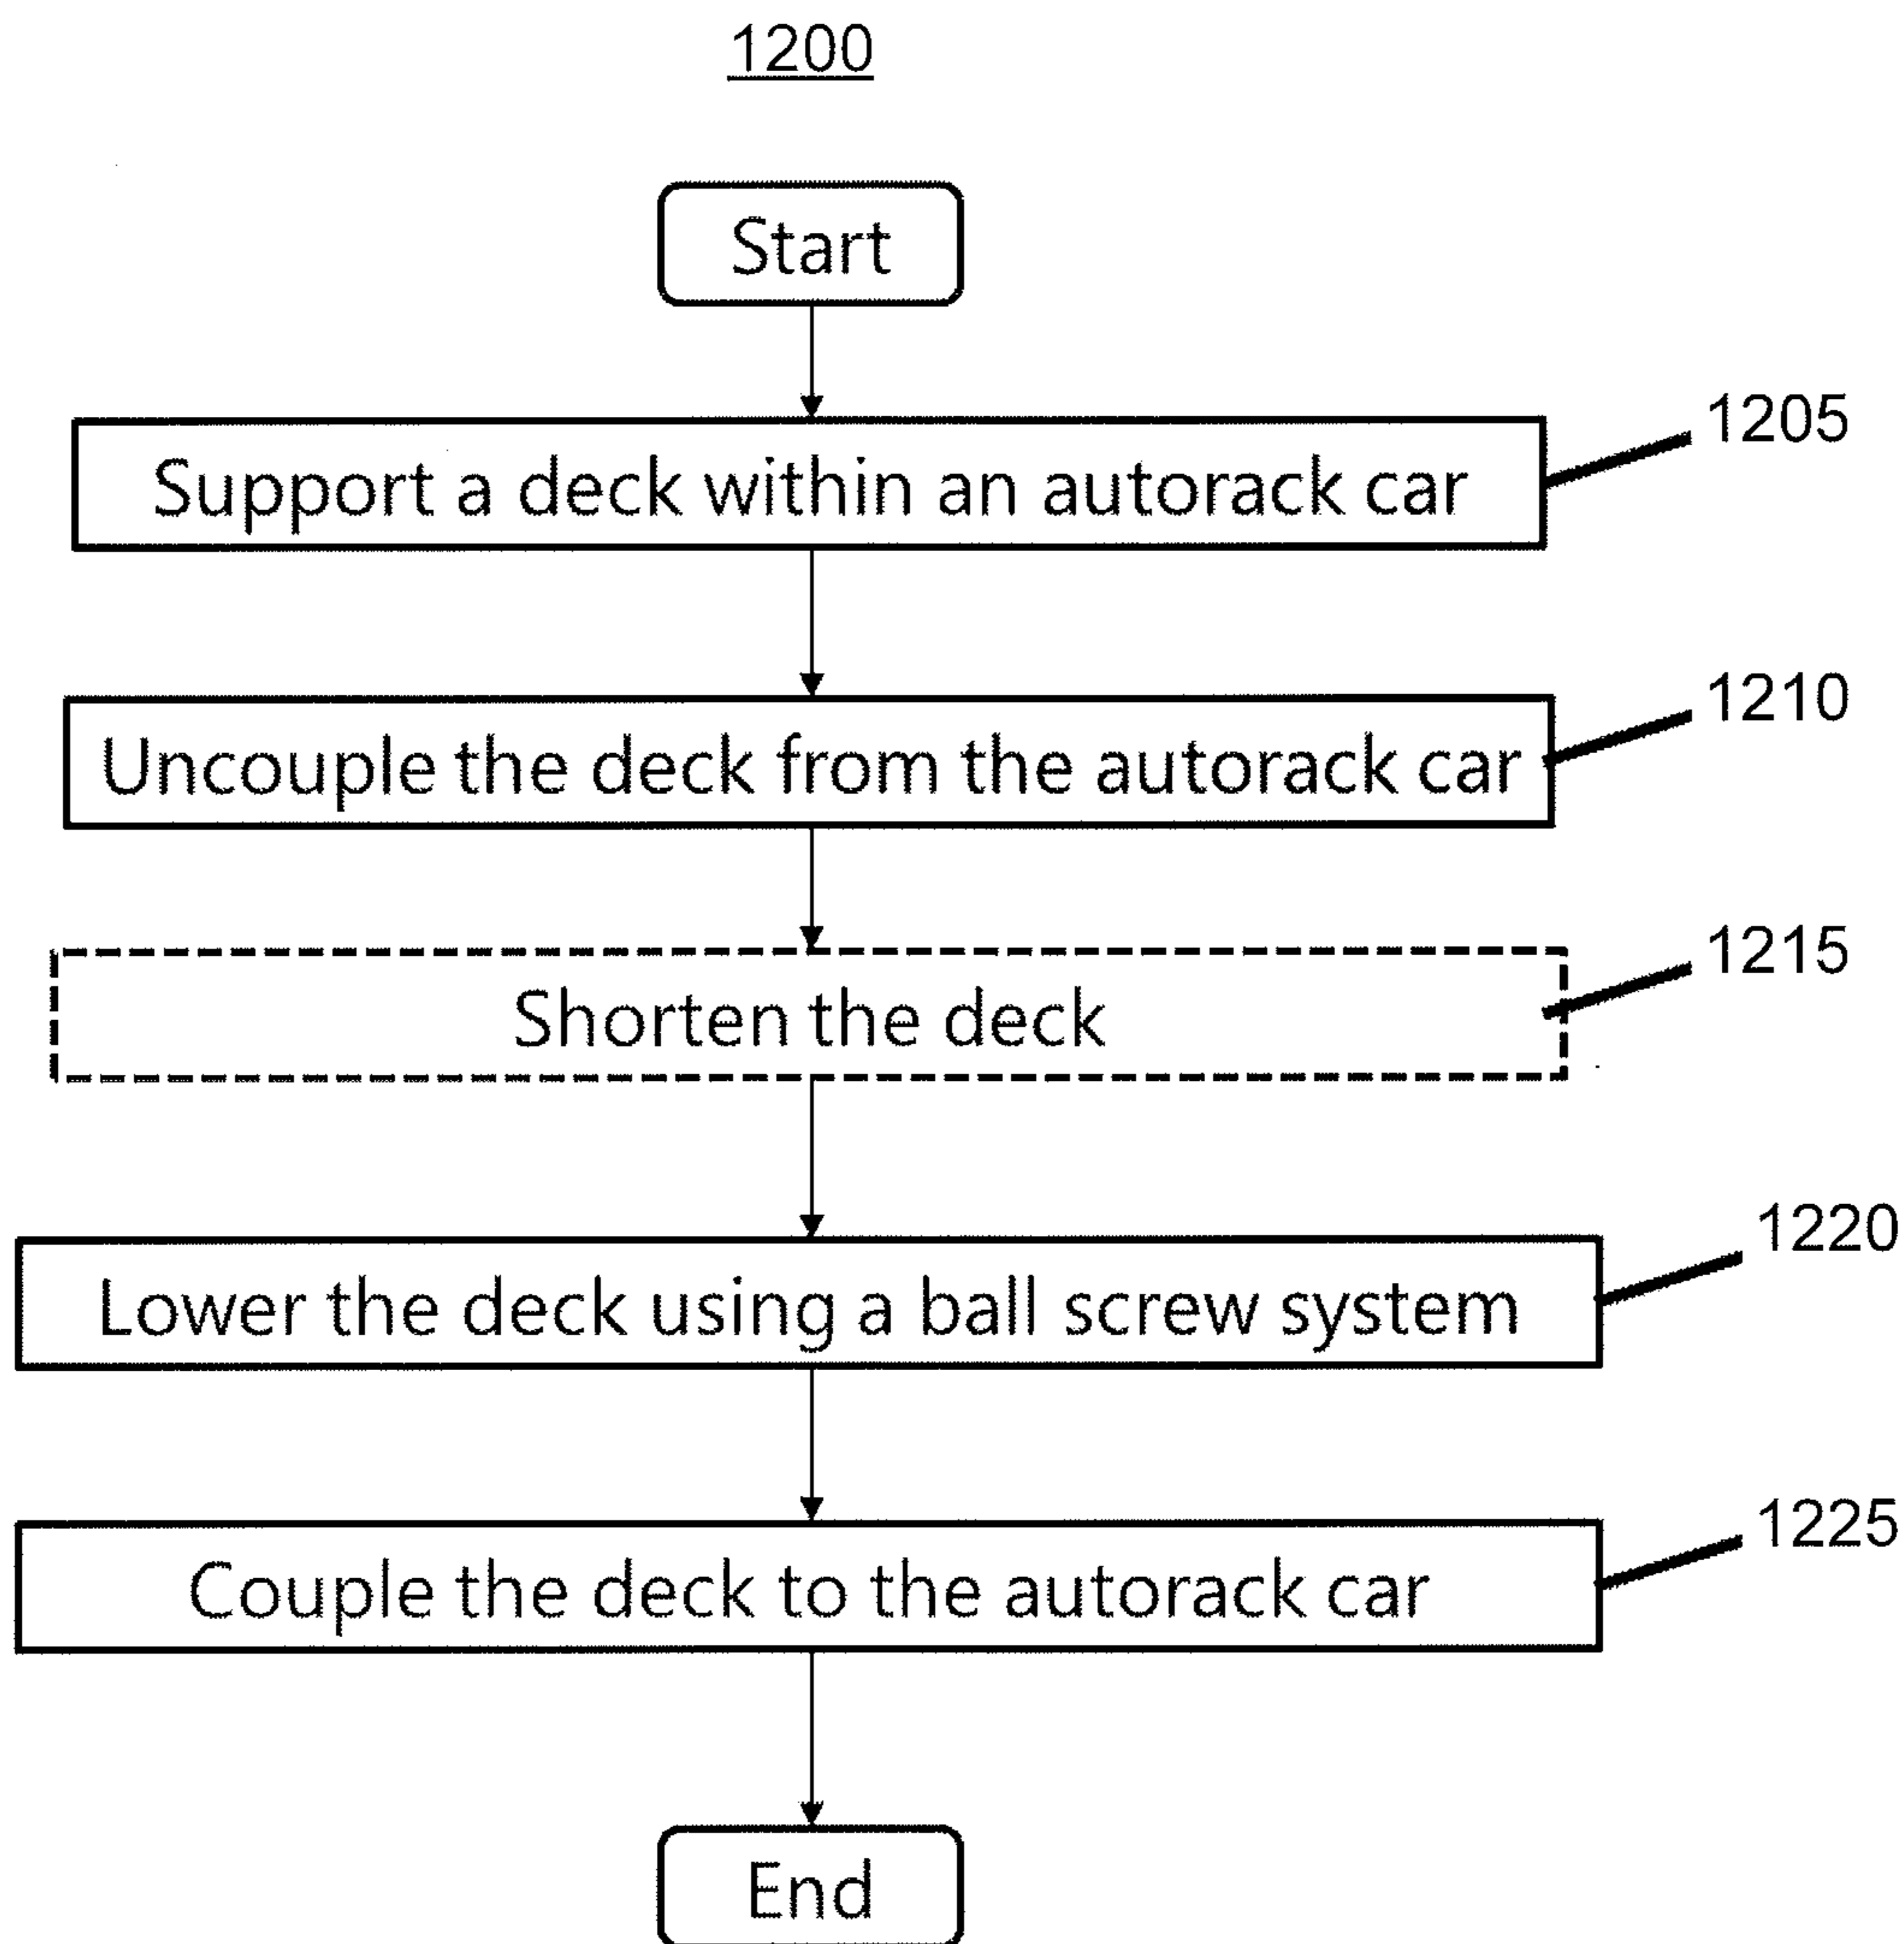 1200
Start
Support a deck within an autorack car
1205
Uncouple the deck from the autorack car
1210
Shorten the deck
1215
Lower the deck using a ball screw system
1220
Couple the deck to the autorack car
1225
End